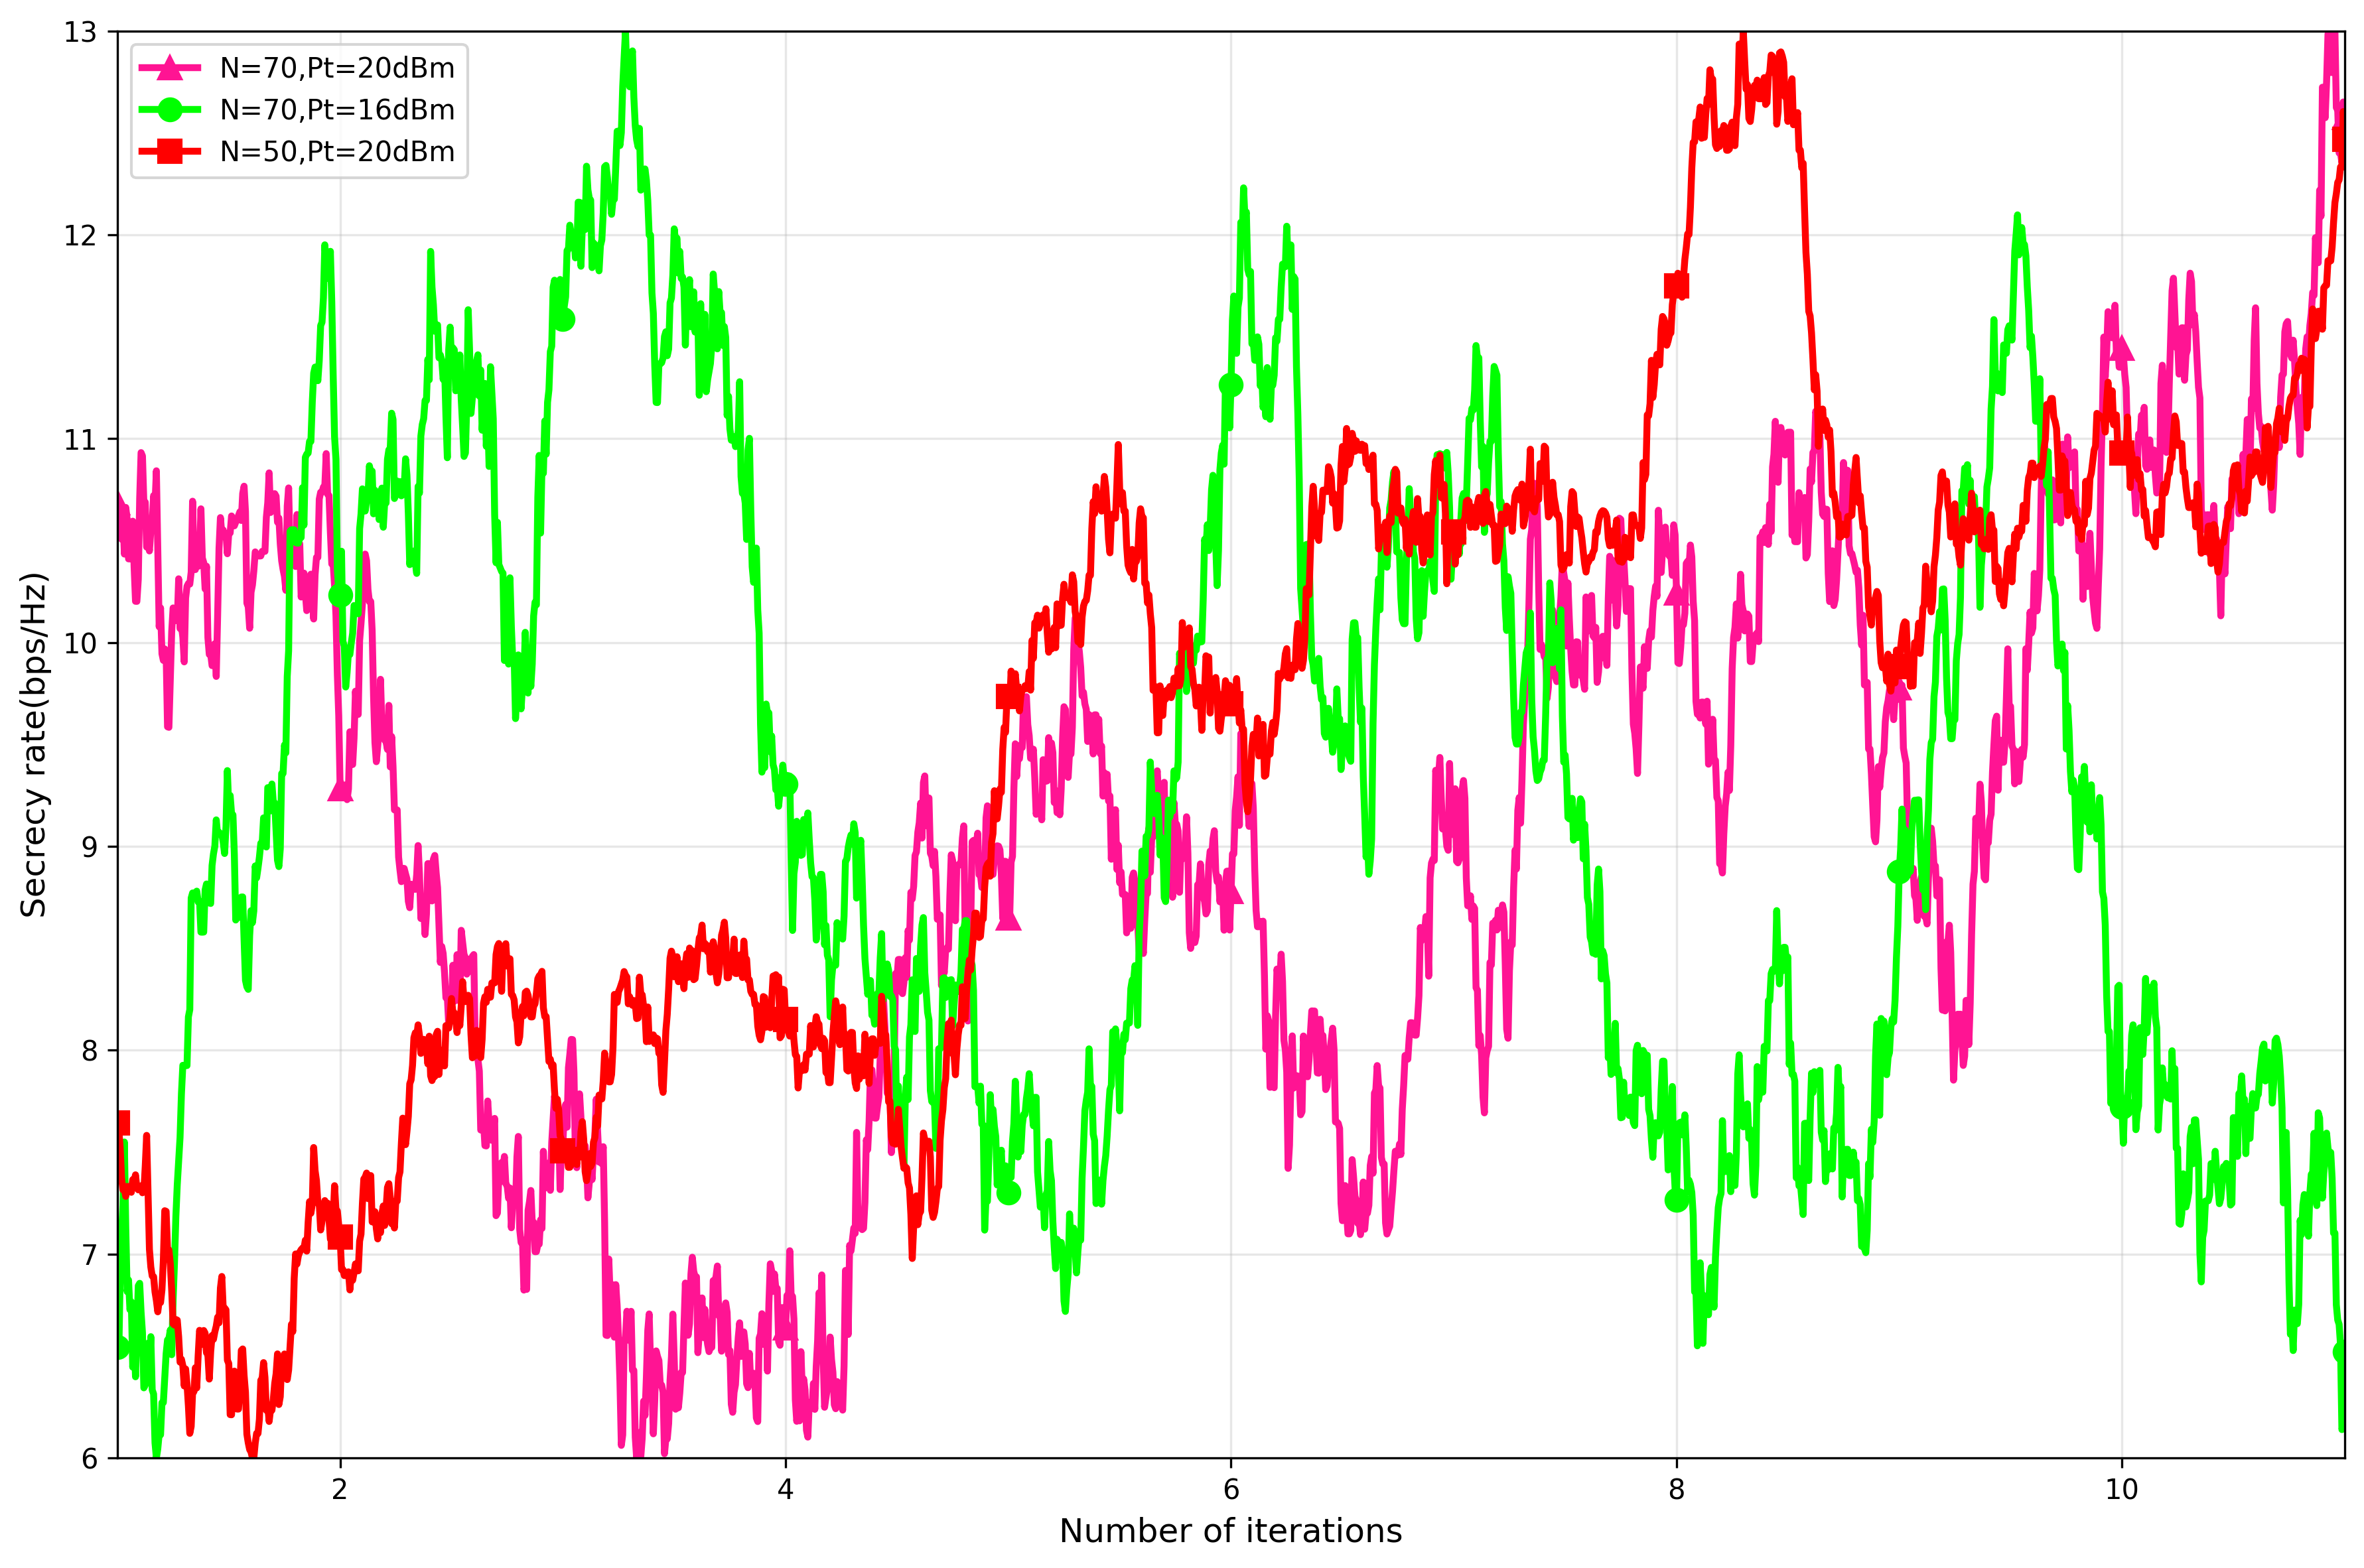 13
12
11
10
9
8
7
6
2
4
6
8
10
Secrecy rate(bps/Hz)
Number of iterations
N=70,Pt=20dBm
N=70,Pt=16dBm
N=50,Pt=20dBm